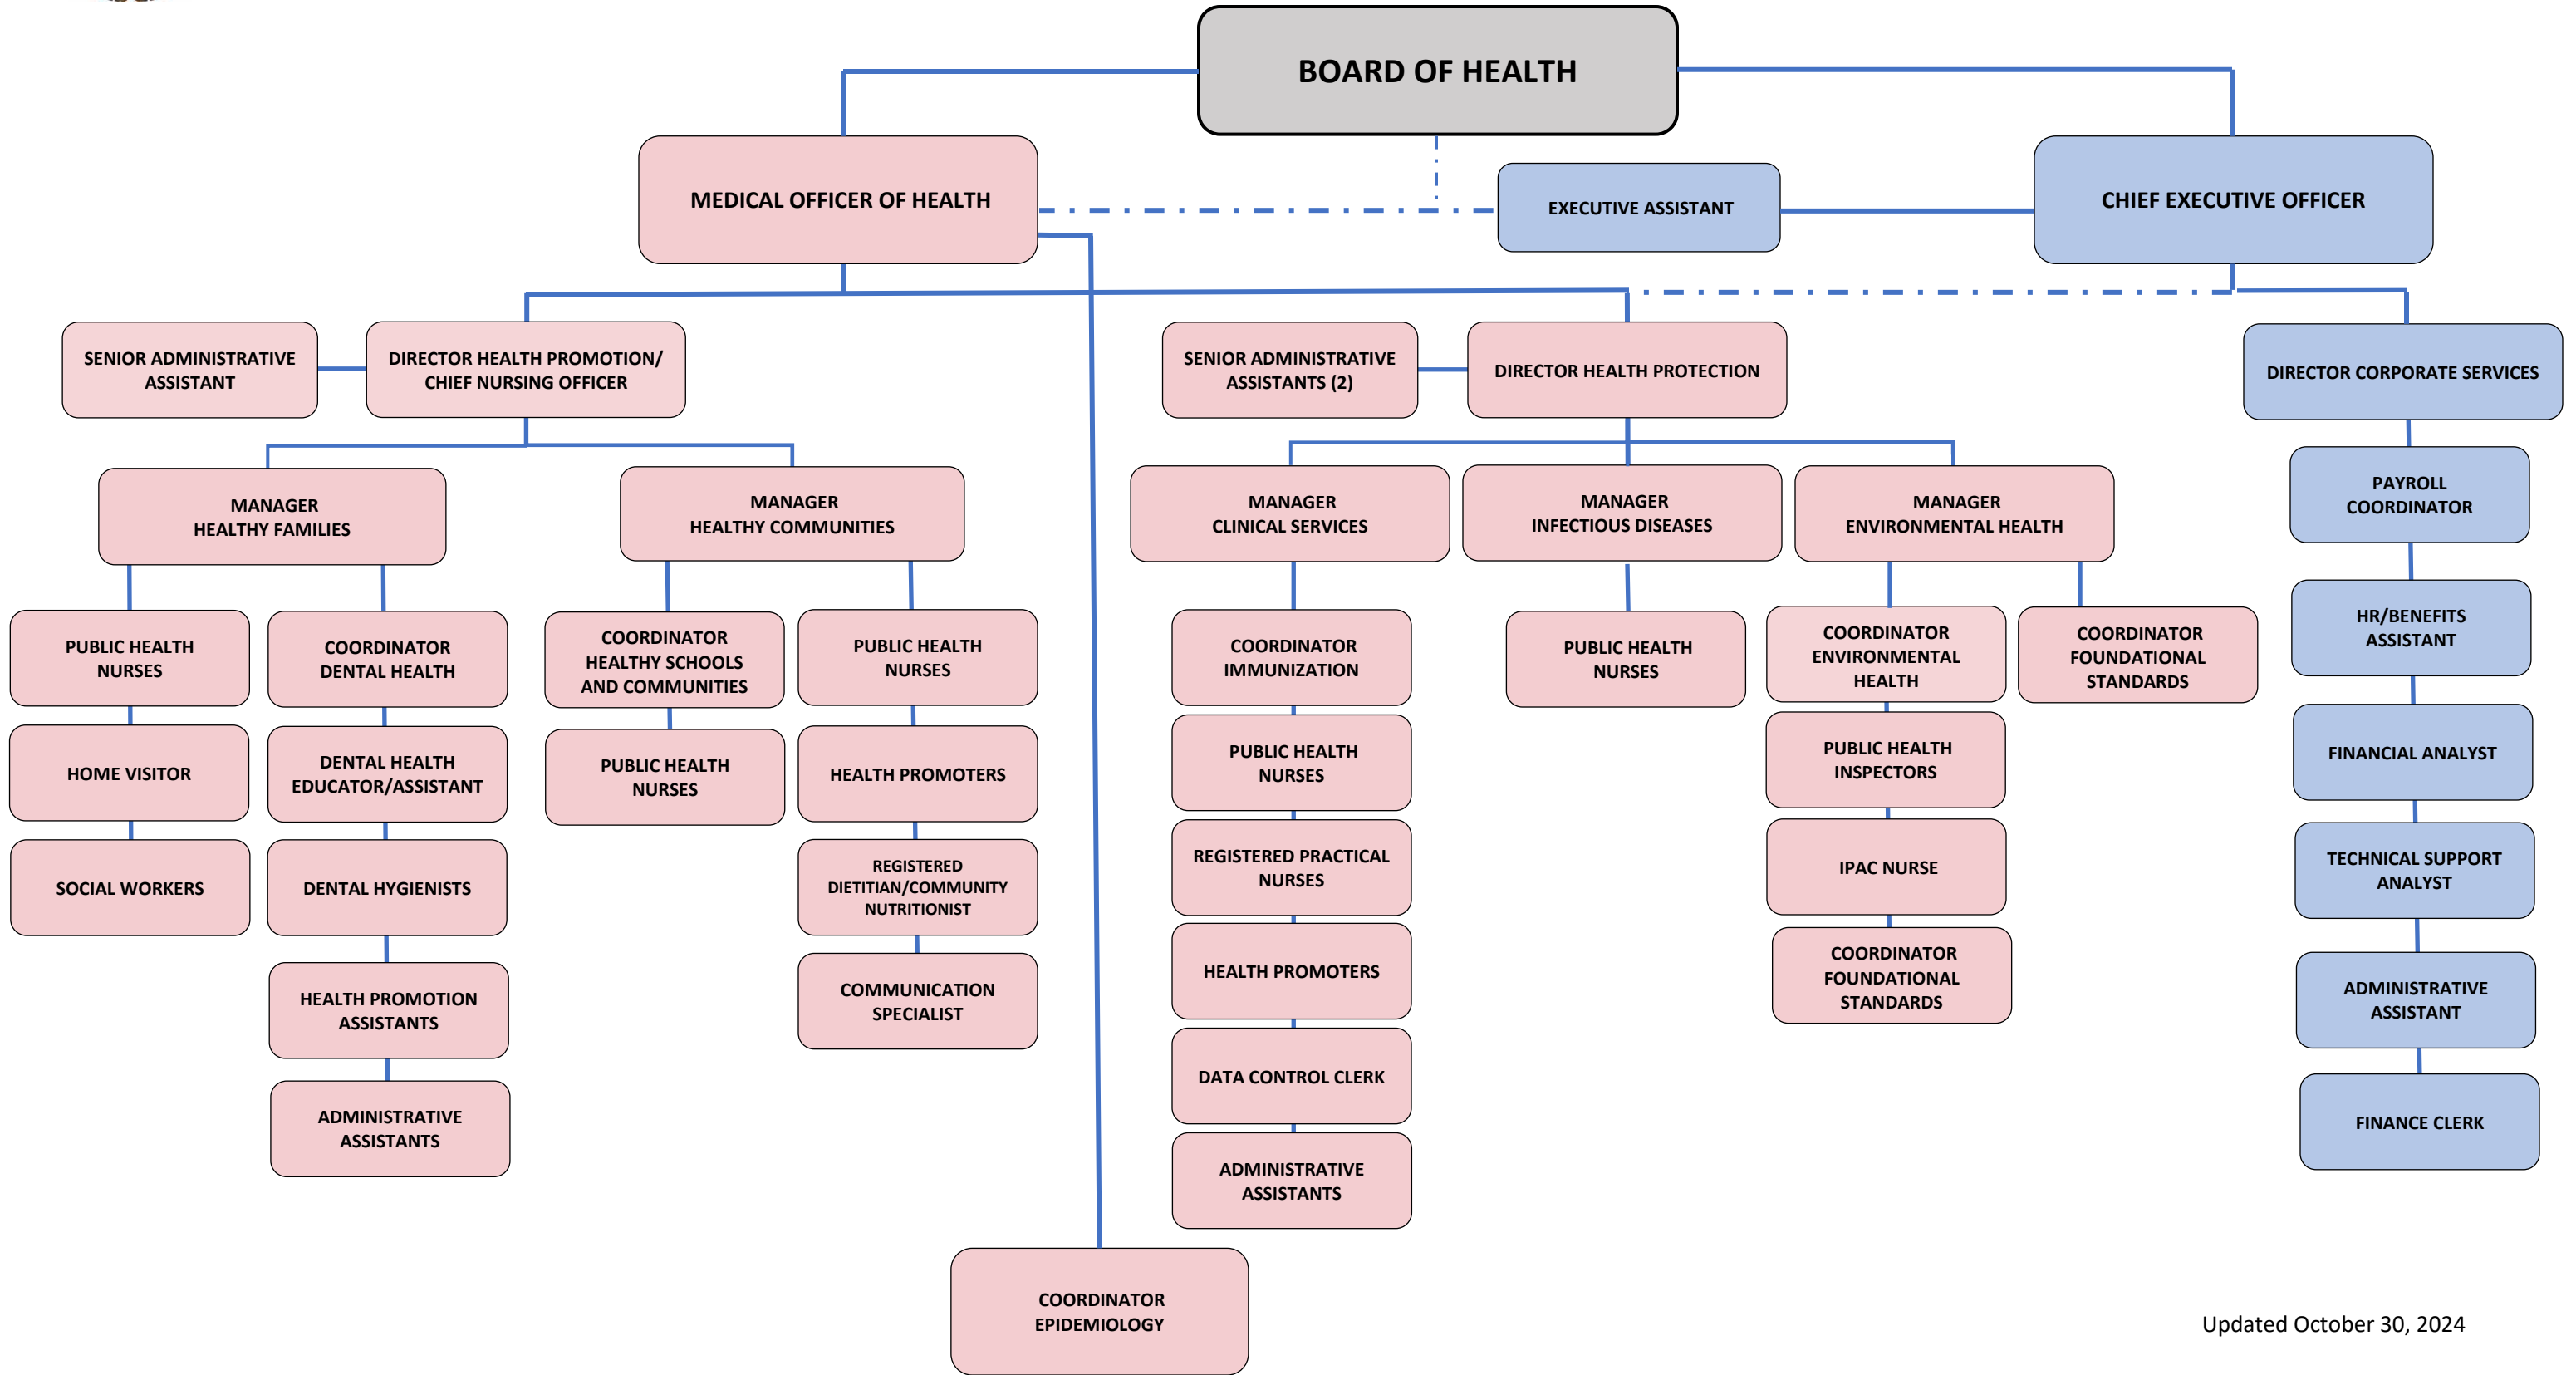 BOARD OF HEALTH
MEDICAL OFFICER OF HEALTH
EXECUTIVE ASSISTANT
CHIEF EXECUTIVE OFFICER
SENIOR ADMINISTRATIVE
ASSISTANT
DIRECTOR HEALTH PROMOTION/
CHIEF NURSING OFFICER
SENIOR ADMINISTRATIVE
ASSISTANTS (2)
DIRECTOR HEALTH PROTECTION
DIRECTOR CORPORATE SERVICES
MANAGER
HEALTHY FAMILIES
MANAGER
HEALTHY COMMUNITIES
MANAGER
CLINICAL SERVICES
MANAGER
INFECTIOUS DISEASES
MANAGER
ENVIRONMENTAL HEALTH
PAYROLL
COORDINATOR
PUBLIC HEALTH
NURSES
HOME VISITOR
SOCIAL WORKERS
COORDINATOR
DENTAL HEALTH
DENTAL HEALTH
EDUCATOR/ASSISTANT
DENTAL HYGIENISTS
HEALTH PROMOTION
ASSISTANTS
ADMINISTRATIVE
ASSISTANTS
COORDINATOR
HEALTHY SCHOOLS
AND COMMUNITIES
PUBLIC HEALTH
NURSES
PUBLIC HEALTH
NURSES
HEALTH PROMOTERS
REGISTERED
DIETITIAN/COMMUNITY
NUTRITIONIST
COMMUNICATION
SPECIALIST
COORDINATOR
IMMUNIZATION
PUBLIC HEALTH
NURSES
REGISTERED PRACTICAL
NURSES
HEALTH PROMOTERS
DATA CONTROL CLERK
ADMINISTRATIVE
ASSISTANTS
PUBLIC HEALTH
NURSES
COORDINATOR
ENVIRONMENTAL
HEALTH
PUBLIC HEALTH
INSPECTORS
IPAC NURSE
COORDINATOR
FOUNDATIONAL
STANDARDS
COORDINATOR
FOUNDATIONAL
STANDARDS
HR/BENEFITS
ASSISTANT
FINANCIAL ANALYST
TECHNICAL SUPPORT
ANALYST
ADMINISTRATIVE
ASSISTANT
FINANCE CLERK
COORDINATOR
EPIDEMIOLOGY
Updated October 30, 2024